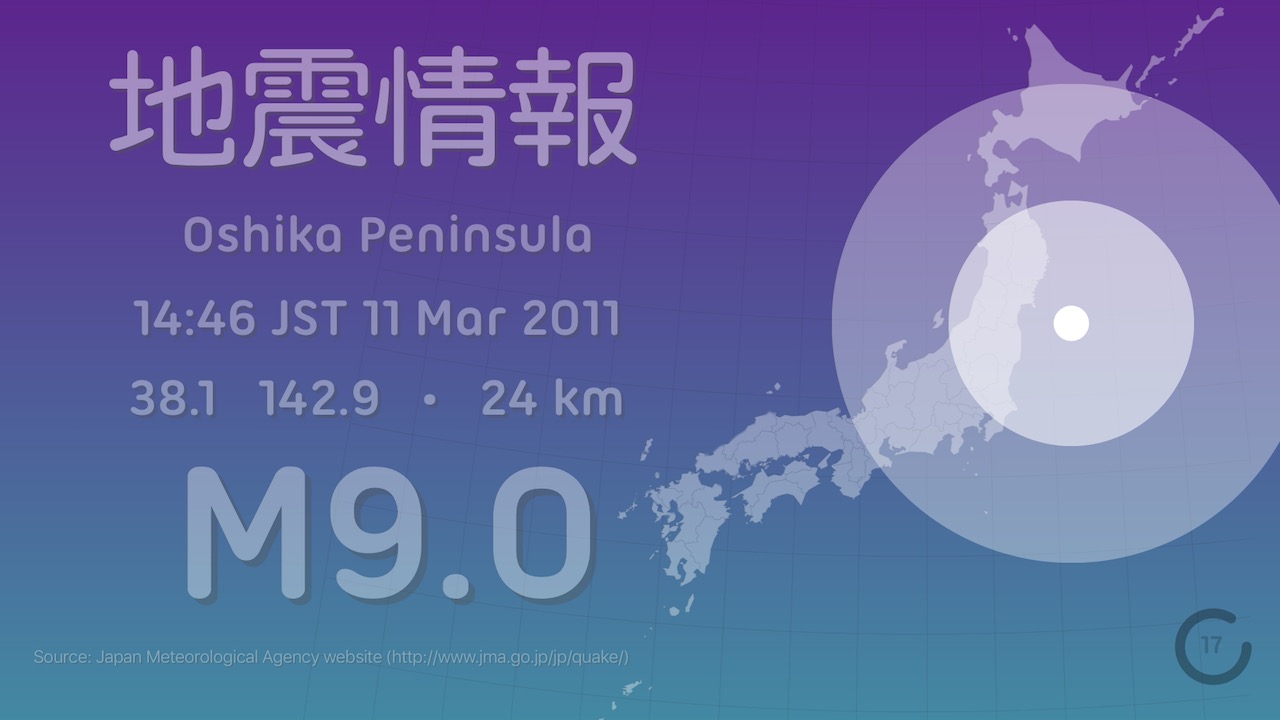 地震情報
Oshika Peninsula
14:46 JST 11 Mar 2011
38.1 142.9 • 24 km
M9.0
Source: Japan Meteorological Agency website (http://www.jma.go.jp/jp/quake/)
17